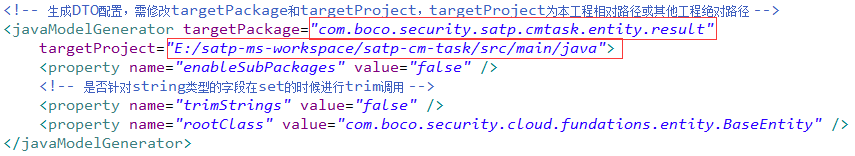 <!-- 生成DTO配置，需修改targetPackage和targetProject，targetProject为本工程相对路径或其他工程绝对路径 -->
<javaModelGenerator targetPackage="com.boco.security.satp.cmtask.entity.result"
targetProject="E:/satp-ms-workspace/satp-cm-task/src/main/java">
<property name="enableSubPackages" value="false" />
<!-- 是否针对string类型的字段在set的时候进行trim调用 -->
<property name="trimStrings" value="false" />
<property name="rootClass" value="com.boco.security.cloud.fundations.entity.BaseEntity" />
</javaModelGenerator>